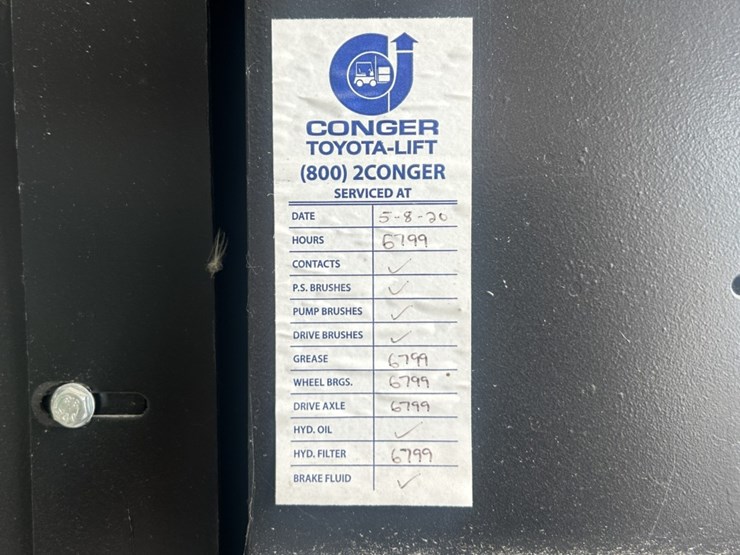 CONGER
TOYOTA-LIFT
(800) 2CONGER
SERVICED AT
DATE 5-8-20
HOURS 6799
CONTACTS ✓
P.S. BRUSHES ✓
PUMP BRUSHES ✓
DRIVE BRUSHES ✓
GREASE 6799
WHEEL BRGS. 6799
DRIVE AXLE 6799
HYD. OIL ✓
HYD. FILTER 6799
BRAKE FLUID ✓